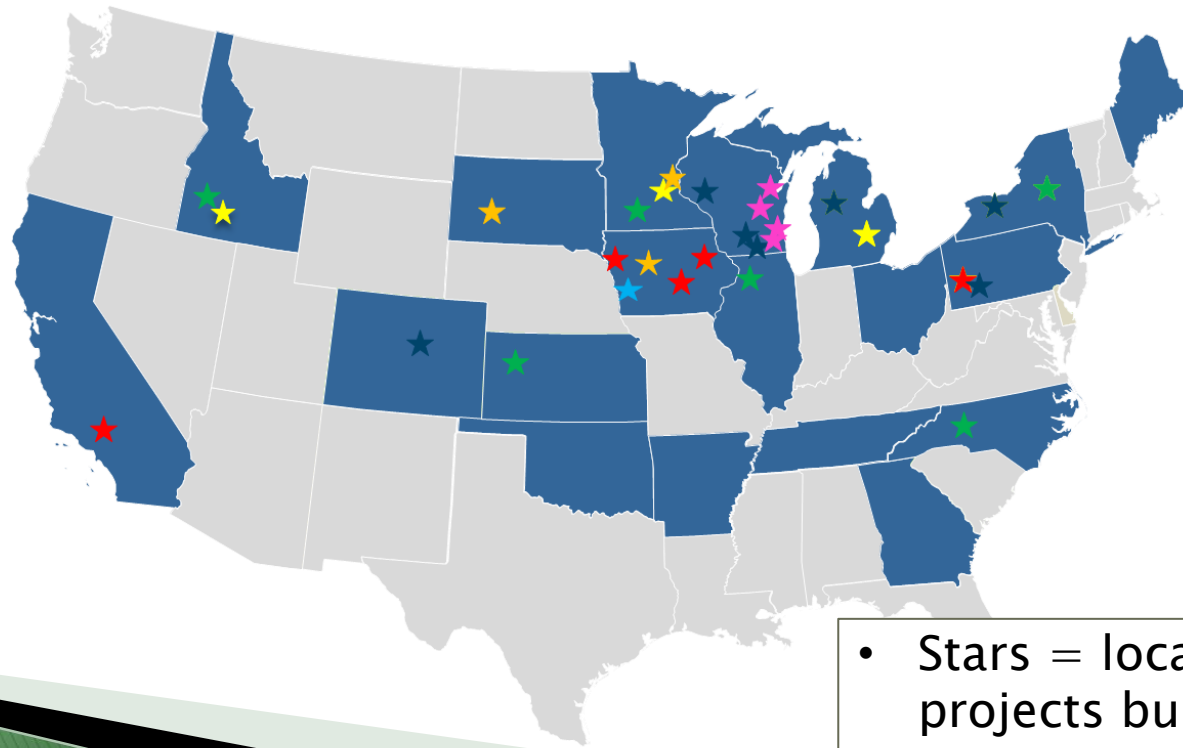 • Stars = loca
projects bu